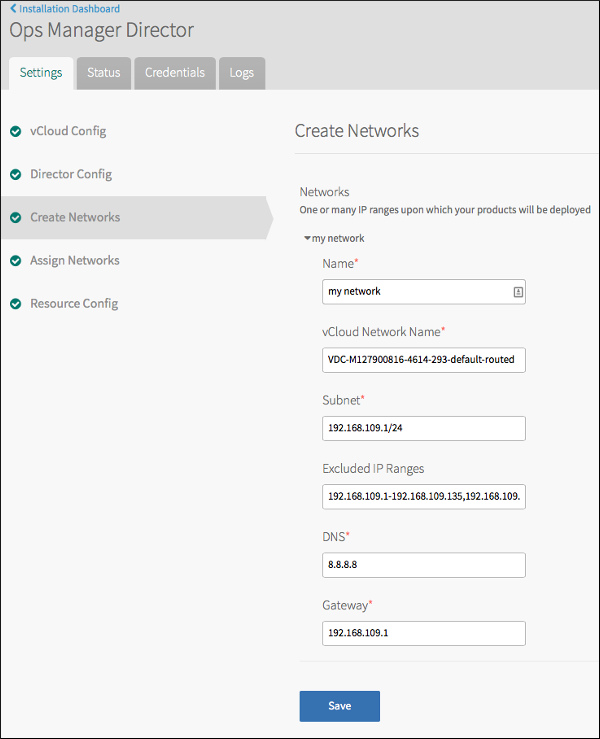 Installation Dashboard
Ops Manager Director
Settings Status Credentials Logs
vCloud Config
Director Config
Create Networks
Assign Networks
Resource Config
Create Networks
Networks
One or many IP ranges upon which your products will be deployed
my network
Name*
my network
vCloud Network Name*
VDC-M127900816-4614-293-default-routed
Subnet*
192.168.109.1/24
Excluded IP Ranges
192.168.109.1-192.168.109.135,192.168.109.
DNS*
8.8.8.8
Gateway*
192.168.109.1
Save